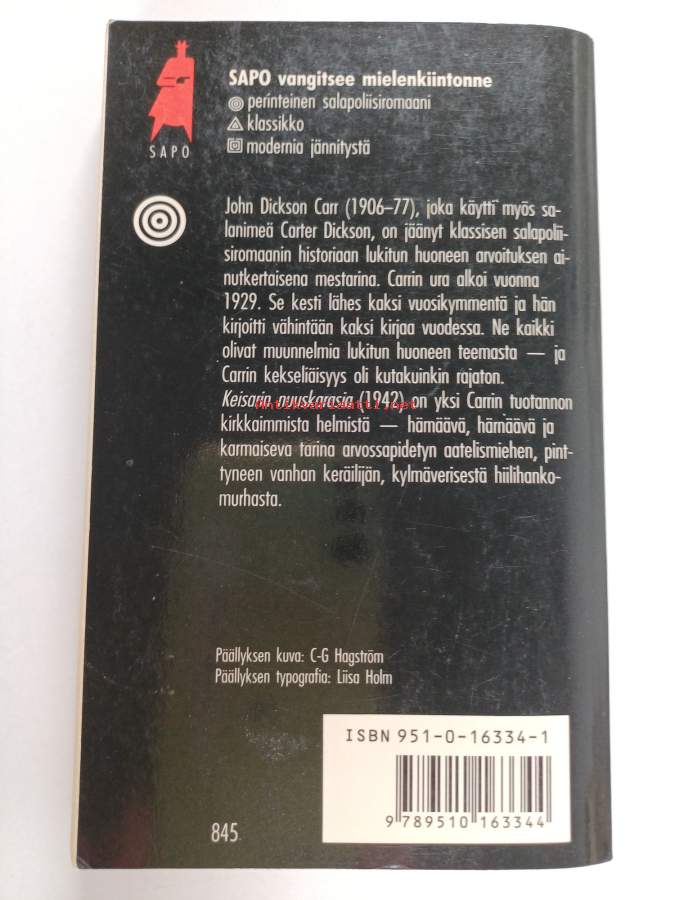 SAPO vangitsee mielenkiintonne
perinteinen salapoliisiromaani
klassikko
modernia jännitystä
SAPO
John Dickson Carr (1906–77), joka käytti myös sa-
lanimeä Carter Dickson, on jäänyt klassisen salapolii-
siromaanin historiaan lukitun huoneen arvoituksen ai-
nutkertaisena mestarina. Carrin ura alkoi vuonna
1929. Se kesti lähes kaksi vuosikymmentä ja hän
kirjoitti vähintään kaksi kirjaa vuodessa. Ne kaikki
olivat muunnelmia lukitun huoneen teemasta — ja
Carrin kekseliäisyys oli kutakuinkin rajaton.
Keisarin nuuskarasia (1942) on yksi Carrin tuotannon
Antikvariaatti.net
kirkkaimmista helmistä — hämäävä, hämäävä ja
karmaiseva tarina arvossapidetyn aatelismiehen, pint-
tyneen vanhan keräilijän, kylmäverisestä hiilihanko-
murhasta.
Päällyksen kuva: C-G Hagström
Päällyksen typografia: Liisa Holm
ISBN 951-0-16334-1
9 789510 163344
845